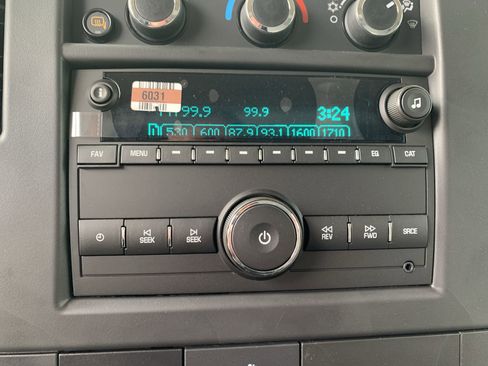 6031
99.9 99.9 3:24
1 530 600 87.9 93.1 1600 1710
FAV MENU EQ CAT
SEEK SEEK REV FWD SRCE